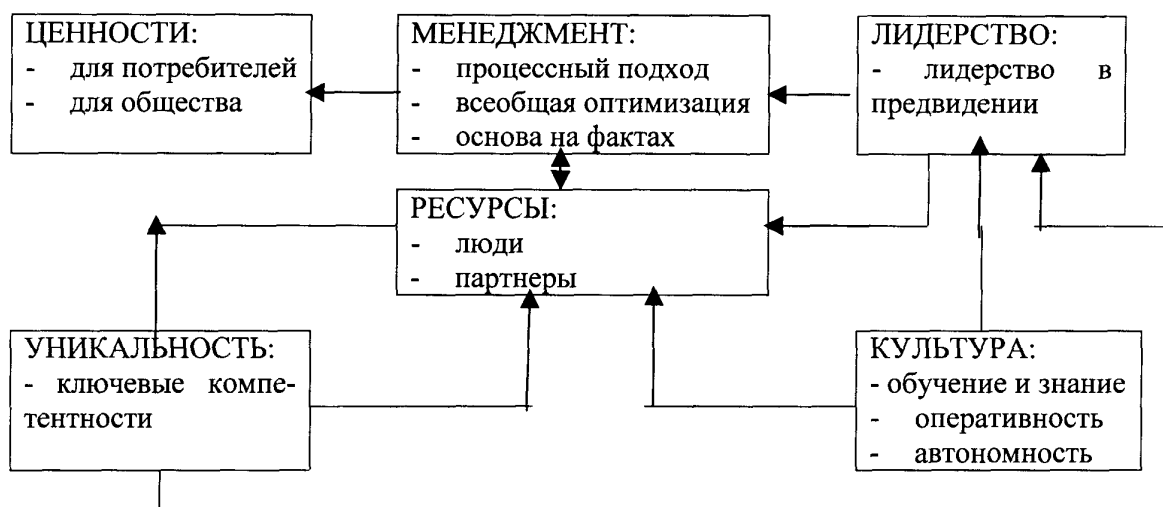 ЦЕННОСТИ:
- для потребителей
- для общества
МЕНЕДЖМЕНТ:
- процессный подход
- всеобщая оптимизация
- основа на фактах
ЛИДЕРСТВО:
- лидерство в
предвидении
РЕСУРСЫ:
- люди
- партнеры
УНИКАЛЬНОСТЬ:
- ключевые компе-
тентности
КУЛЬТУРА:
- обучение и знание
- оперативность
- автономность